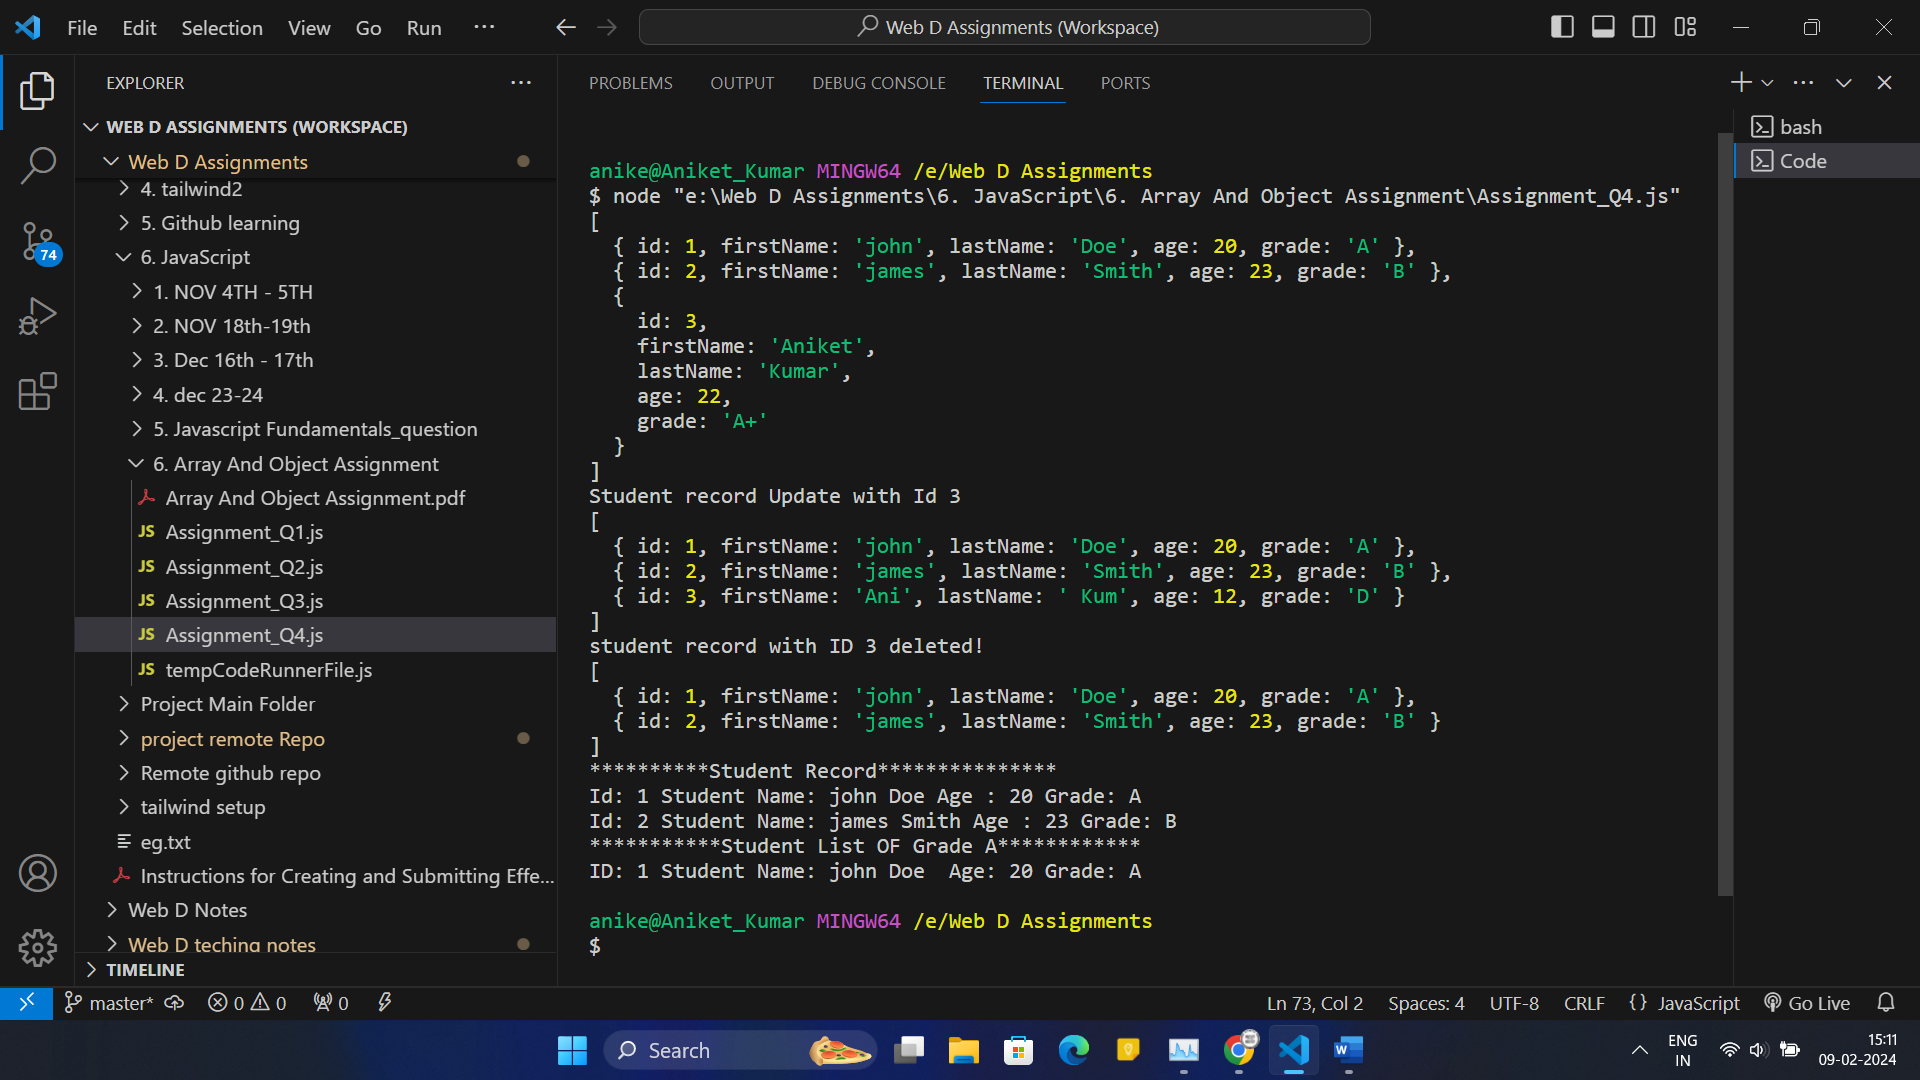 File Edit Selection View Go Run ···
Web D Assignments (Workspace)
EXPLORER
WEB D ASSIGNMENTS (WORKSPACE)
Web D Assignments
4. tailwind2
5. Github learning
6. JavaScript
1. NOV 4TH - 5TH
2. NOV 18th-19th
3. Dec 16th - 17th
4. dec 23-24
5. Javascript Fundamentals_question
6. Array And Object Assignment
Array And Object Assignment.pdf
JS Assignment_Q1.js
JS Assignment_Q2.js
JS Assignment_Q3.js
JS Assignment_Q4.js
JS tempCodeRunnerFile.js
Project Main Folder
project remote Repo
Remote github repo
tailwind setup
eg.txt
Instructions for Creating and Submitting Effe...
Web D Notes
Web D teching notes
TIMELINE
74
PROBLEMS OUTPUT DEBUG CONSOLE TERMINAL PORTS
bash
Code
anike@Aniket_Kumar MINGW64 /e/Web D Assignments
$ node "e:\Web D Assignments\6. JavaScript\6. Array And Object Assignment\Assignment_Q4.js"
[
  { id: 1, firstName: 'john', lastName: 'Doe', age: 20, grade: 'A' },
  { id: 2, firstName: 'james', lastName: 'Smith', age: 23, grade: 'B' },
  {
    id: 3,
    firstName: 'Aniket',
    lastName: 'Kumar',
    age: 22,
    grade: 'A+'
  }
]
Student record Update with Id 3
[
  { id: 1, firstName: 'john', lastName: 'Doe', age: 20, grade: 'A' },
  { id: 2, firstName: 'james', lastName: 'Smith', age: 23, grade: 'B' },
  { id: 3, firstName: 'Ani', lastName: ' Kum', age: 12, grade: 'D' }
]
student record with ID 3 deleted!
[
  { id: 1, firstName: 'john', lastName: 'Doe', age: 20, grade: 'A' },
  { id: 2, firstName: 'james', lastName: 'Smith', age: 23, grade: 'B' }
]
**********Student Record***************
Id: 1 Student Name: john Doe Age : 20 Grade: A
Id: 2 Student Name: james Smith Age : 23 Grade: B
***********Student List OF Grade A************
ID: 1 Student Name: john Doe  Age: 20 Grade: A
anike@Aniket_Kumar MINGW64 /e/Web D Assignments
$
master* 0 0 0 Ln 73, Col 2 Spaces: 4 UTF-8 CRLF {} JavaScript Go Live
Search
W
ENG
IN
15:11
09-02-2024